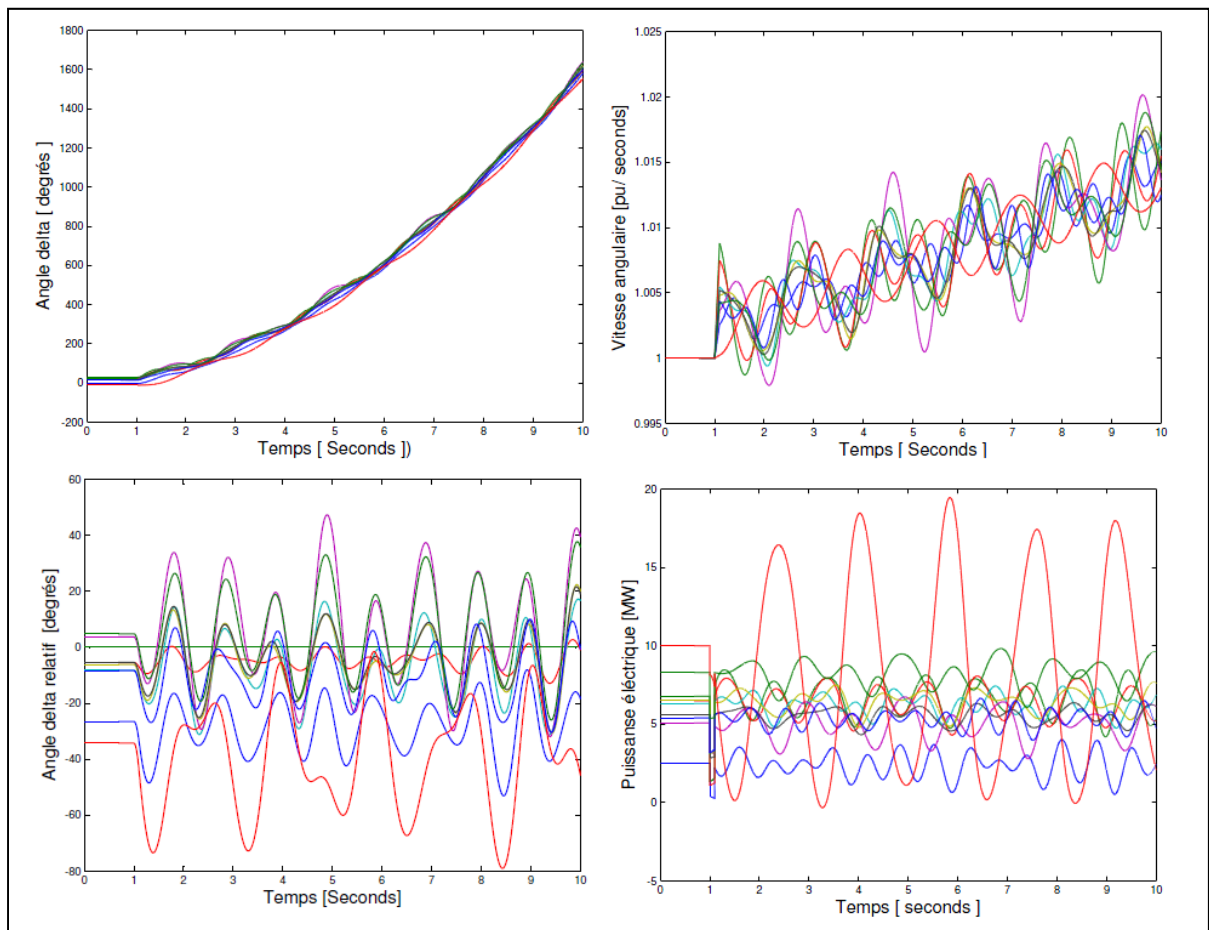 1800
1600
1400
1200
1000
800
600
400
200
0
-200
0 1 2 3 4 5 6 7 8 9 10
Angle delta [ degrés ]
Temps [ Seconds ])
1.025
1.02
1.015
1.01
1.005
1
0.995
0 1 2 3 4 5 6 7 8 9 10
Vitesse angulaire [pu/ seconds]
Temps [ Seconds ]
60
40
20
0
-20
-40
-60
-80
0 1 2 3 4 5 6 7 8 9 10
Angle delta relatif [degrés]
Temps [Seconds]
20
15
10
5
0
-5
0 1 2 3 4 5 6 7 8 9 10
Puissanse éléctrique [MW]
Temps [ seconds ]